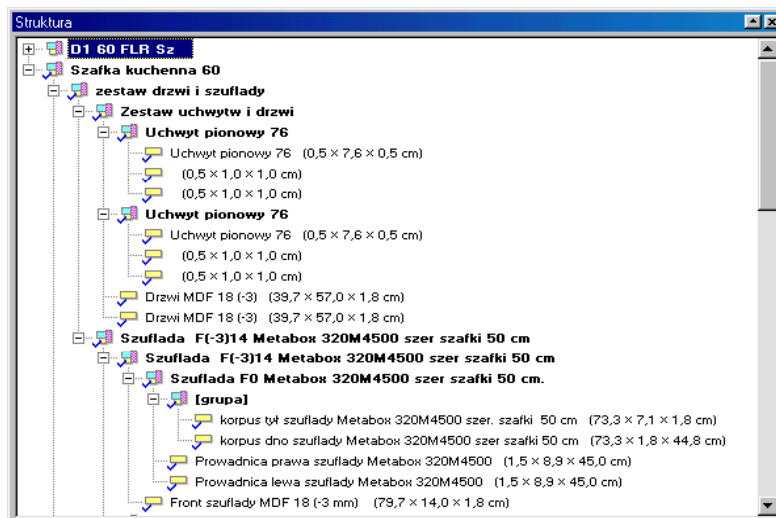 Struktura
D1 60 FLR Sz
Szafka kuchenna 60
zestaw drzwi i szuflady
Zestaw uchwytw i drzwi
Uchwyt pionowy 76
Uchwyt pionowy 76 (0,5 × 7,6 × 0,5 cm)
(0,5 × 1,0 × 1,0 cm)
(0,5 × 1,0 × 1,0 cm)
Uchwyt pionowy 76
Uchwyt pionowy 76 (0,5 × 7,6 × 0,5 cm)
(0,5 × 1,0 × 1,0 cm)
(0,5 × 1,0 × 1,0 cm)
Drzwi MDF 18 (-3) (39,7 × 57,0 × 1,8 cm)
Drzwi MDF 18 (-3) (39,7 × 57,0 × 1,8 cm)
Szuflada F(-3)14 Metabox 320M4500 szer szafki 50 cm
Szuflada F(-3)14 Metabox 320M4500 szer szafki 50 cm
Szuflada F0 Metabox 320M4500 szer szafki 50 cm.
[grupa]
korpus tył szuflady Metabox 320M4500 szer. szafki 50 cm (73,3 × 7,1 × 1,8 cm)
korpus dno szuflady Metabox 320M4500 szer szafki 50 cm (73,3 × 1,8 × 44,8 cm)
Prowadnica prawa szuflady Metabox 320M4500 (1,5 × 8,9 × 45,0 cm)
Prowadnica lewa szuflady Metabox 320M4500 (1,5 × 8,9 × 45,0 cm)
Front szuflady MDF 18 (-3 mm) (79,7 × 14,0 × 1,8 cm)